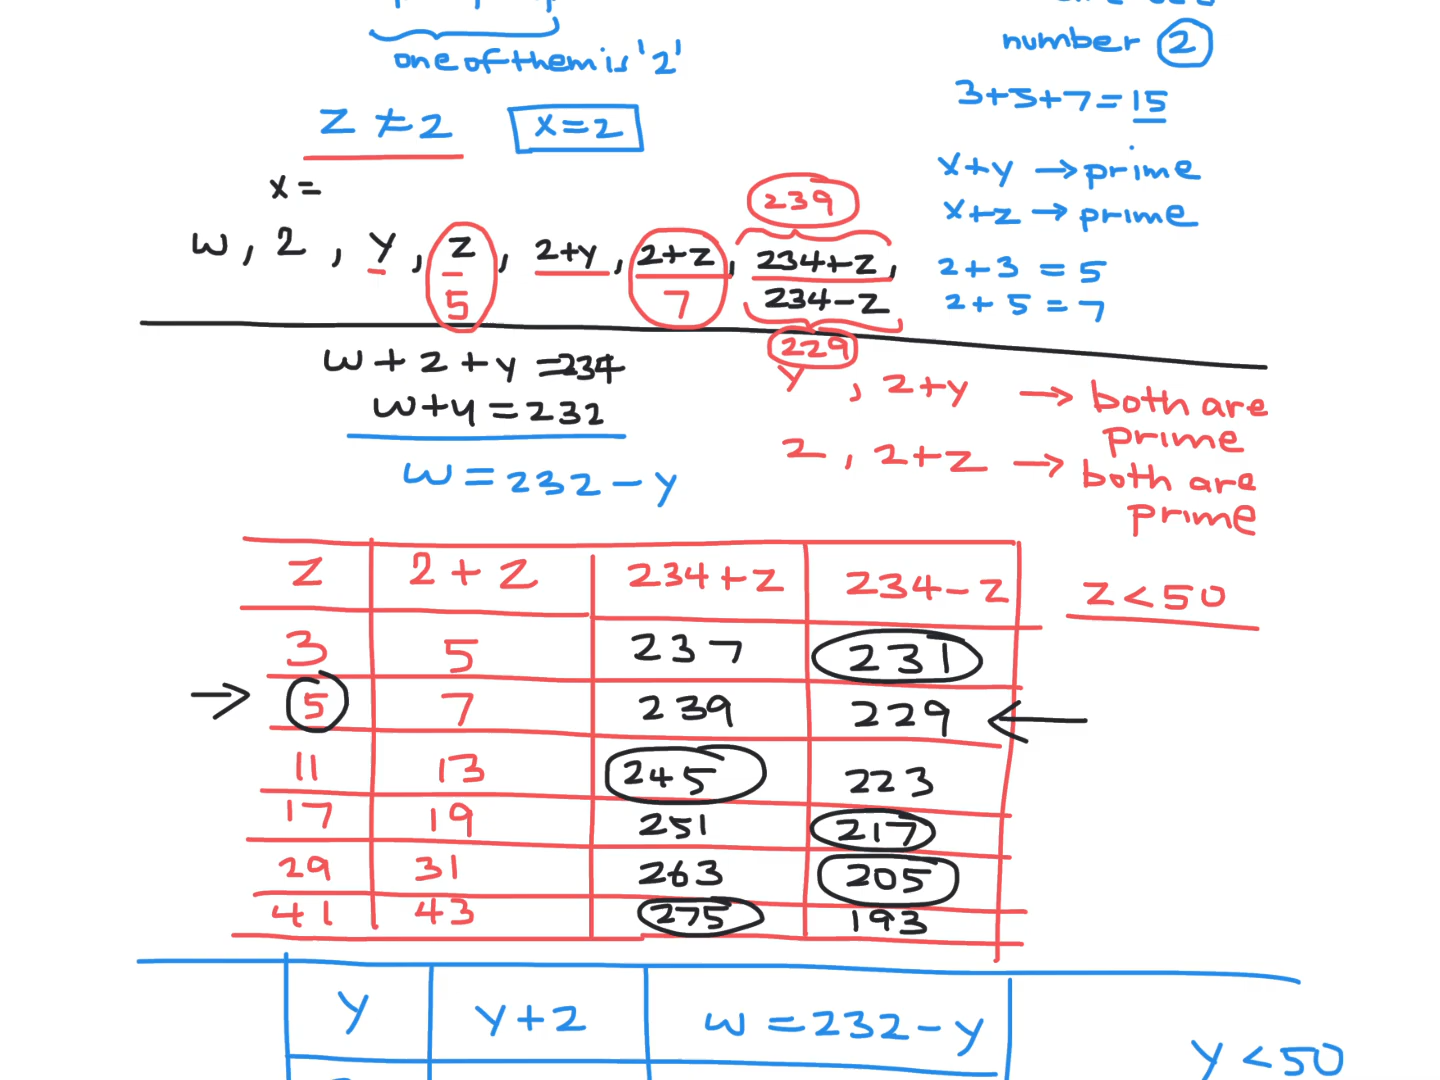 one of them is '2'
number 2
3+5+7=15
z ≠ 2
x=2
x+y → prime
x =
239
x+z → prime
w , 2 , y , z , 2+y , 2+z , 234+z ,
2+3 = 5
5
7
234-z
2+5 = 7
229
w + 2 + y = 234
y , 2+y → both are
prime
w+y = 232
z , 2+z → both are
prime
w = 232 - y
z 2+z 234+z 234-z
z < 50
3 5 237 231
→ 5 7 239 229 ←
11 13 245 223
17 19 251 217
29 31 263 205
41 43 275 193
y y+2 w = 232 - y
y < 50